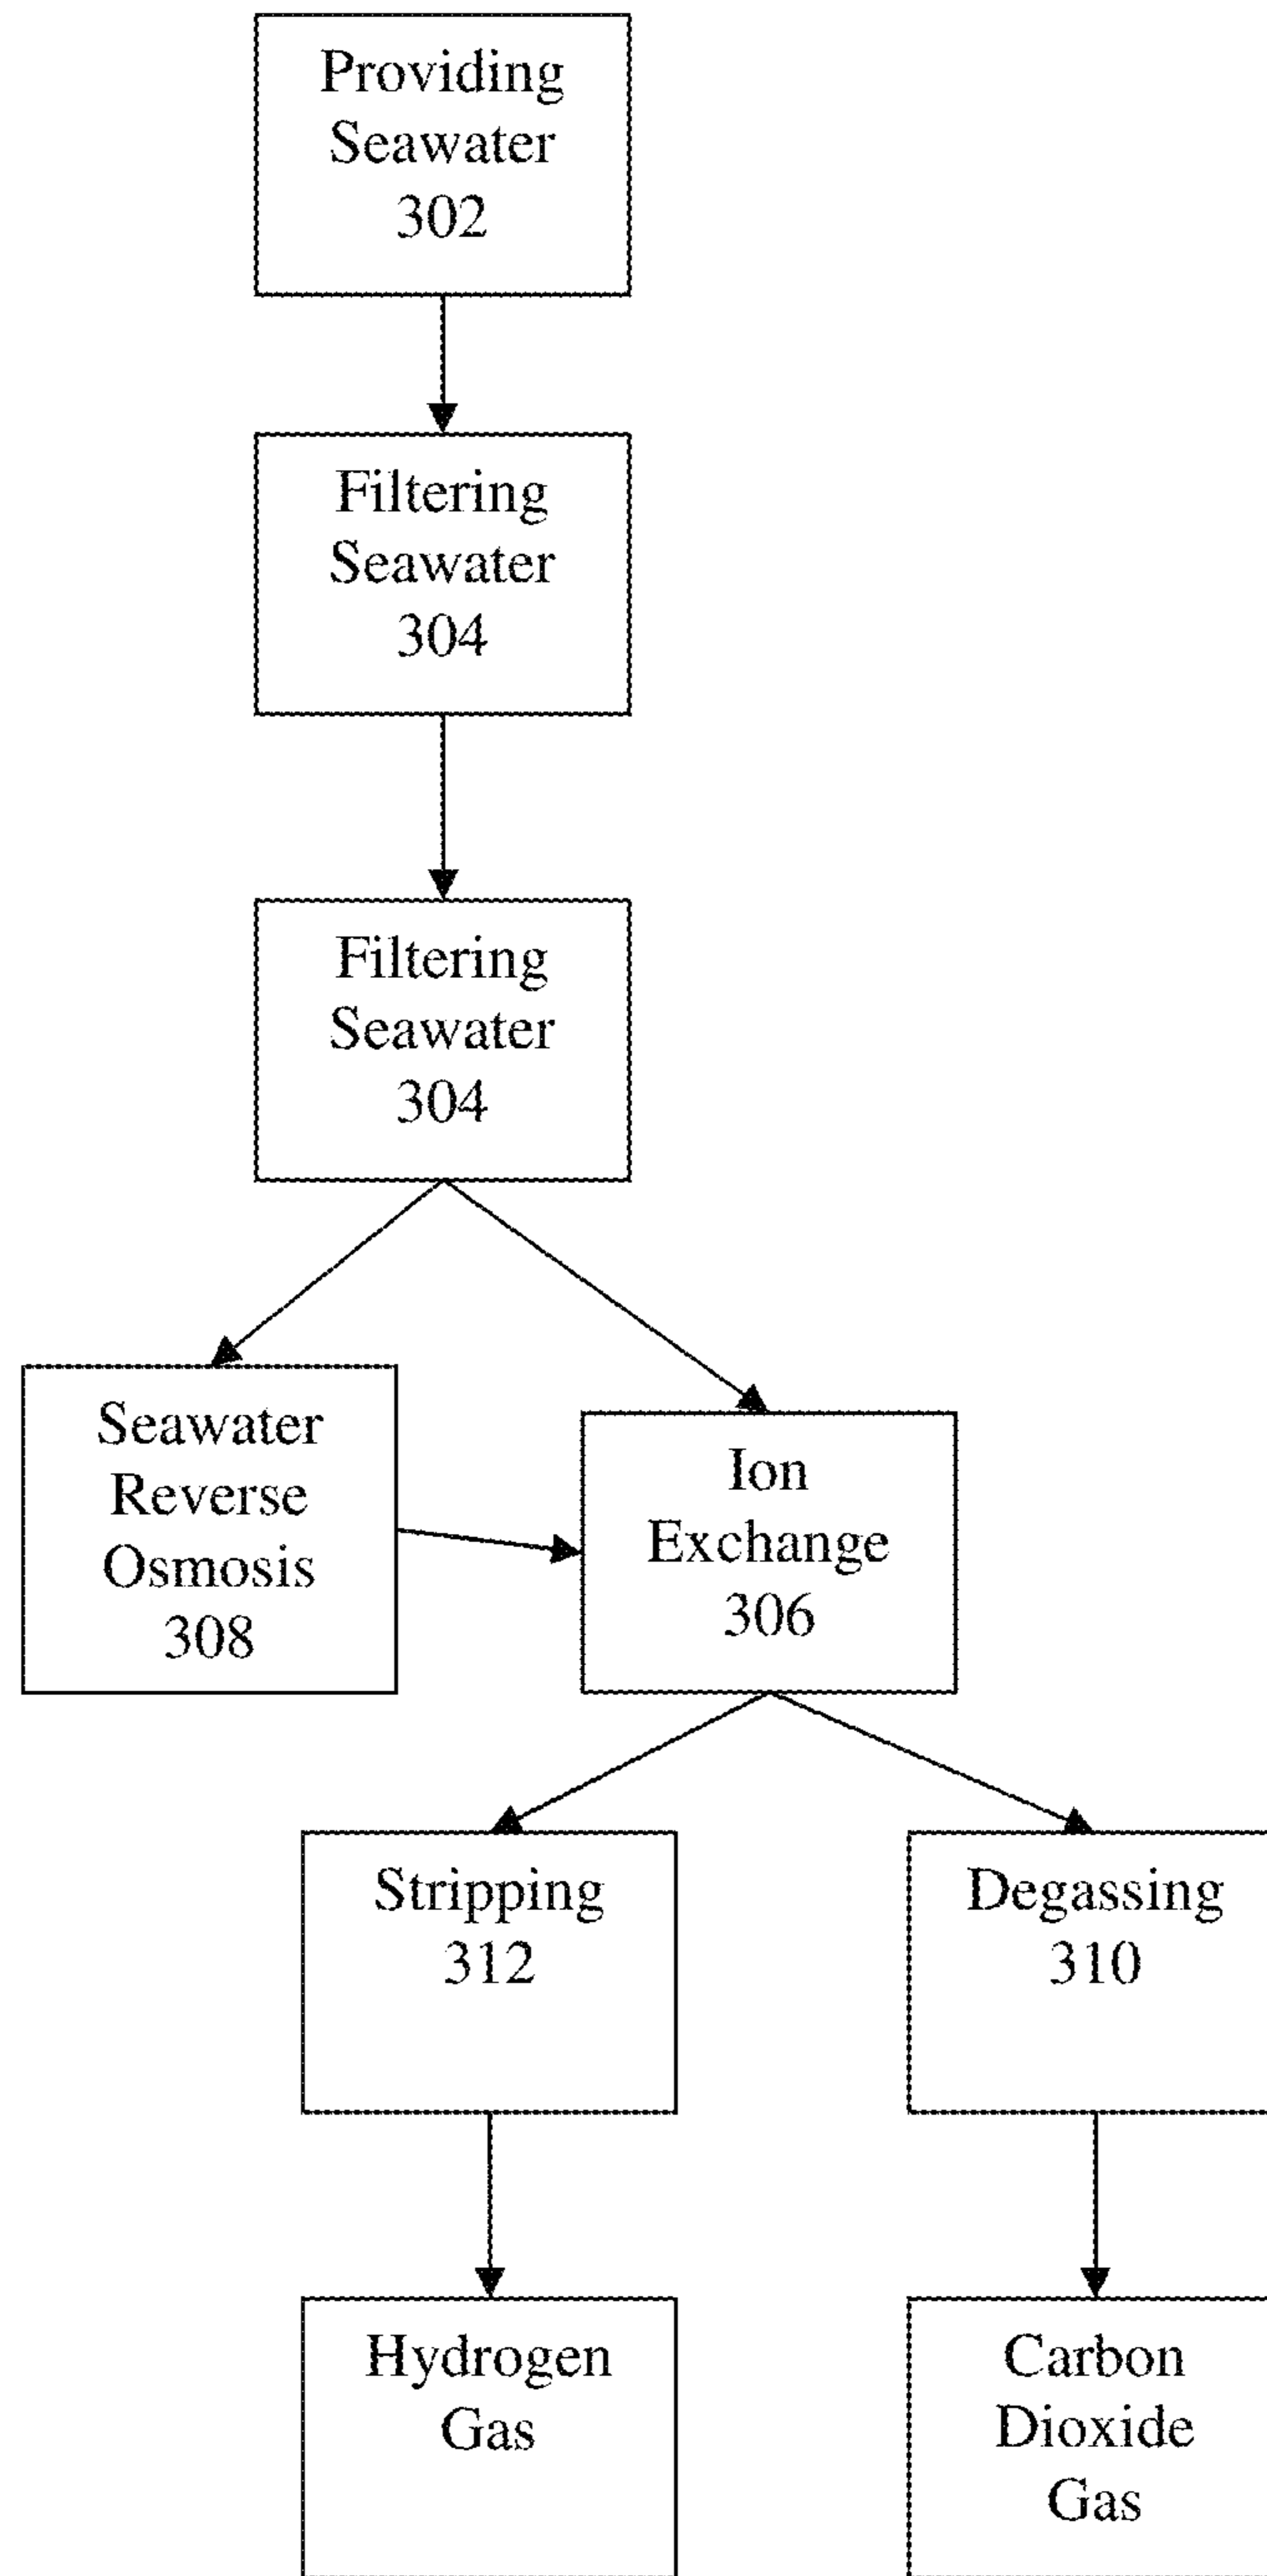 Providing
Seawater
302
Filtering
Seawater
304
Filtering
Seawater
304
Seawater
Reverse
Osmosis
308
Ion
Exchange
306
Stripping
312
Degassing
310
Hydrogen
Gas
Carbon
Dioxide
Gas